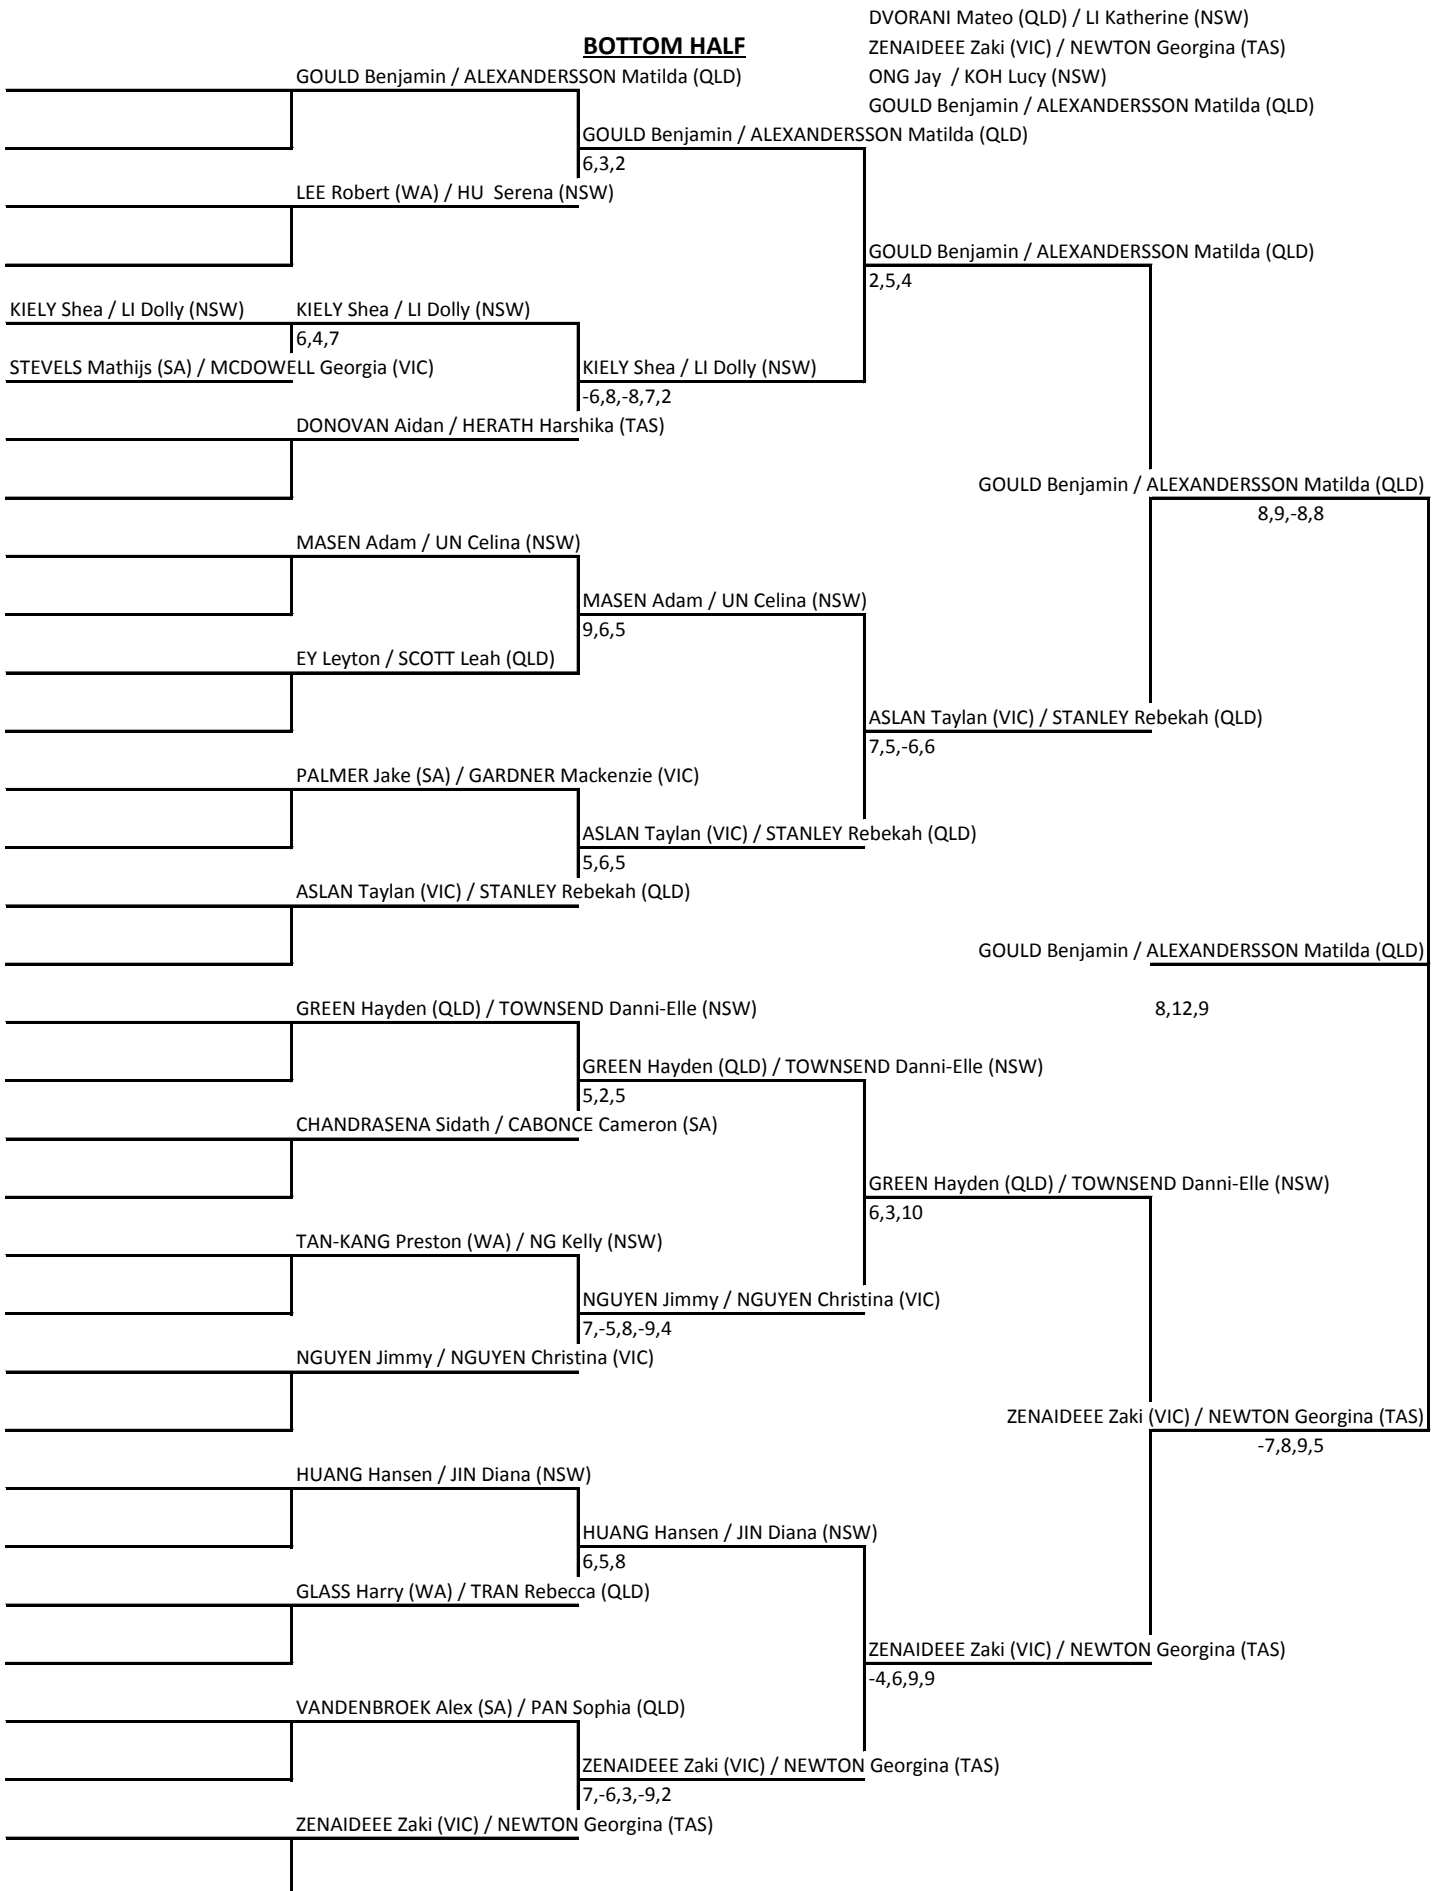 DVORANI Mateo (QLD) / LI Katherine (NSW)
BOTTOM HALF
ZENAIDEEE Zaki (VIC) / NEWTON Georgina (TAS)
GOULD Benjamin / ALEXANDERSSON Matilda (QLD)
ONG Jay / KOH Lucy (NSW)
GOULD Benjamin / ALEXANDERSSON Matilda (QLD)
GOULD Benjamin / ALEXANDERSSON Matilda (QLD)
6,3,2
LEE Robert (WA) / HU Serena (NSW)
GOULD Benjamin / ALEXANDERSSON Matilda (QLD)
2,5,4
KIELY Shea / LI Dolly (NSW)
KIELY Shea / LI Dolly (NSW)
6,4,7
STEVELS Mathijs (SA) / MCDOWELL Georgia (VIC)
KIELY Shea / LI Dolly (NSW)
-6,8,-8,7,2
DONOVAN Aidan / HERATH Harshika (TAS)
GOULD Benjamin / ALEXANDERSSON Matilda (QLD)
8,9,-8,8
MASEN Adam / UN Celina (NSW)
MASEN Adam / UN Celina (NSW)
9,6,5
EY Leyton / SCOTT Leah (QLD)
ASLAN Taylan (VIC) / STANLEY Rebekah (QLD)
7,5,-6,6
PALMER Jake (SA) / GARDNER Mackenzie (VIC)
ASLAN Taylan (VIC) / STANLEY Rebekah (QLD)
5,6,5
ASLAN Taylan (VIC) / STANLEY Rebekah (QLD)
GOULD Benjamin / ALEXANDERSSON Matilda (QLD)
GREEN Hayden (QLD) / TOWNSEND Danni-Elle (NSW)
8,12,9
GREEN Hayden (QLD) / TOWNSEND Danni-Elle (NSW)
5,2,5
CHANDRASENA Sidath / CABONCE Cameron (SA)
GREEN Hayden (QLD) / TOWNSEND Danni-Elle (NSW)
6,3,10
TAN-KANG Preston (WA) / NG Kelly (NSW)
NGUYEN Jimmy / NGUYEN Christina (VIC)
7,-5,8,-9,4
NGUYEN Jimmy / NGUYEN Christina (VIC)
ZENAIDEEE Zaki (VIC) / NEWTON Georgina (TAS)
-7,8,9,5
HUANG Hansen / JIN Diana (NSW)
HUANG Hansen / JIN Diana (NSW)
6,5,8
GLASS Harry (WA) / TRAN Rebecca (QLD)
ZENAIDEEE Zaki (VIC) / NEWTON Georgina (TAS)
-4,6,9,9
VANDENBROEK Alex (SA) / PAN Sophia (QLD)
ZENAIDEEE Zaki (VIC) / NEWTON Georgina (TAS)
7,-6,3,-9,2
ZENAIDEEE Zaki (VIC) / NEWTON Georgina (TAS)